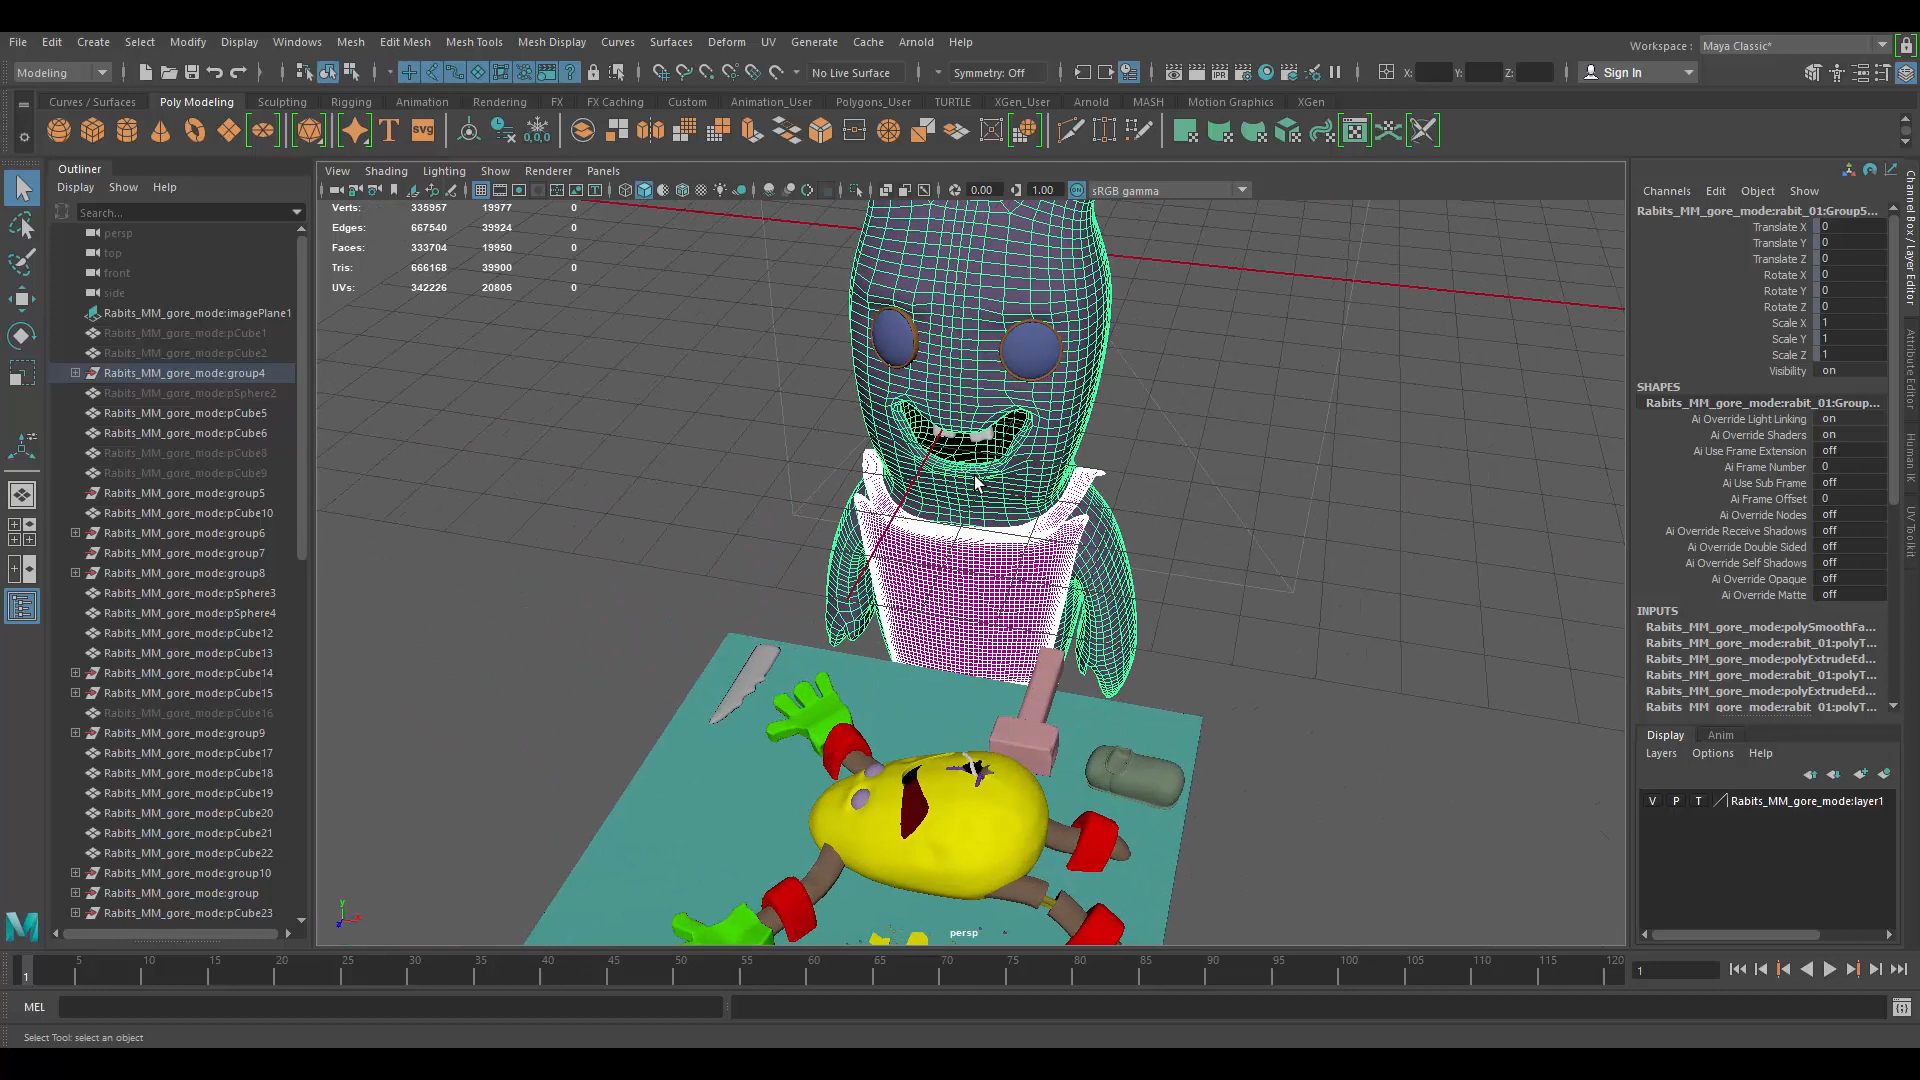 File Edit Create Select Modify Display Windows Mesh Edit Mesh Mesh Tools Mesh Display Curves Surfaces Deform UV Generate Cache Arnold Help
Workspace : Maya Classic*
Modeling
No Live Surface
Symmetry: Off
X: Y: Z:
Sign In
Curves / Surfaces Poly Modeling Sculpting Rigging Animation Rendering FX FX Caching Custom Animation_User Polygons_User TURTLE XGen_User Arnold MASH Motion Graphics XGen
T SVG 0,0,0
Outliner
Display Show Help
Search...
persp
top
front
side
Rabits_MM_gore_mode:imagePlane1
Rabits_MM_gore_mode:pCube1
Rabits_MM_gore_mode:pCube2
Rabits_MM_gore_mode:group4
Rabits_MM_gore_mode:pSphere2
Rabits_MM_gore_mode:pCube5
Rabits_MM_gore_mode:pCube6
Rabits_MM_gore_mode:pCube8
Rabits_MM_gore_mode:pCube9
Rabits_MM_gore_mode:group5
Rabits_MM_gore_mode:pCube10
Rabits_MM_gore_mode:group6
Rabits_MM_gore_mode:group7
Rabits_MM_gore_mode:group8
Rabits_MM_gore_mode:pSphere3
Rabits_MM_gore_mode:pSphere4
Rabits_MM_gore_mode:pCube12
Rabits_MM_gore_mode:pCube13
Rabits_MM_gore_mode:pCube14
Rabits_MM_gore_mode:pCube15
Rabits_MM_gore_mode:pCube16
Rabits_MM_gore_mode:group9
Rabits_MM_gore_mode:pCube17
Rabits_MM_gore_mode:pCube18
Rabits_MM_gore_mode:pCube19
Rabits_MM_gore_mode:pCube20
Rabits_MM_gore_mode:pCube21
Rabits_MM_gore_mode:pCube22
Rabits_MM_gore_mode:group10
Rabits_MM_gore_mode:group
Rabits_MM_gore_mode:pCube23
View Shading Lighting Show Renderer Panels
0.00 1.00 ON sRGB gamma
Verts: 335957 19977 0
Edges: 667540 39924 0
Faces: 333704 19950 0
Tris: 666168 39900 0
UVs: 342226 20805 0
persp
y x z
Channels Edit Object Show
Rabits_MM_gore_mode:rabit_01:Group5...
Translate X 0
Translate Y 0
Translate Z 0
Rotate X 0
Rotate Y 0
Rotate Z 0
Scale X 1
Scale Y 1
Scale Z 1
Visibility on
SHAPES
Rabits_MM_gore_mode:rabit_01:Group...
Ai Override Light Linking on
Ai Override Shaders on
Ai Use Frame Extension off
Ai Frame Number 0
Ai Use Sub Frame off
Ai Frame Offset 0
Ai Override Nodes off
Ai Override Receive Shadows off
Ai Override Double Sided off
Ai Override Self Shadows off
Ai Override Opaque off
Ai Override Matte off
INPUTS
Rabits_MM_gore_mode:polySmoothFa...
Rabits_MM_gore_mode:rabit_01:polyT...
Rabits_MM_gore_mode:polyExtrudeEd...
Rabits_MM_gore_mode:rabit_01:polyT...
Rabits_MM_gore_mode:polyExtrudeEd...
Rabits_MM_gore_mode:rabit_01:polyT...
Display Anim
Layers Options Help
V P T Rabits_MM_gore_mode:layer1
Channel Box / Layer Editor
Attribute Editor
Human IK
UV Toolkit
5 10 15 20 25 30 35 40 45 50 55 60 65 70 75 80 85 90 95 100 105 110 115 120
1
1
MEL
Select Tool: select an object